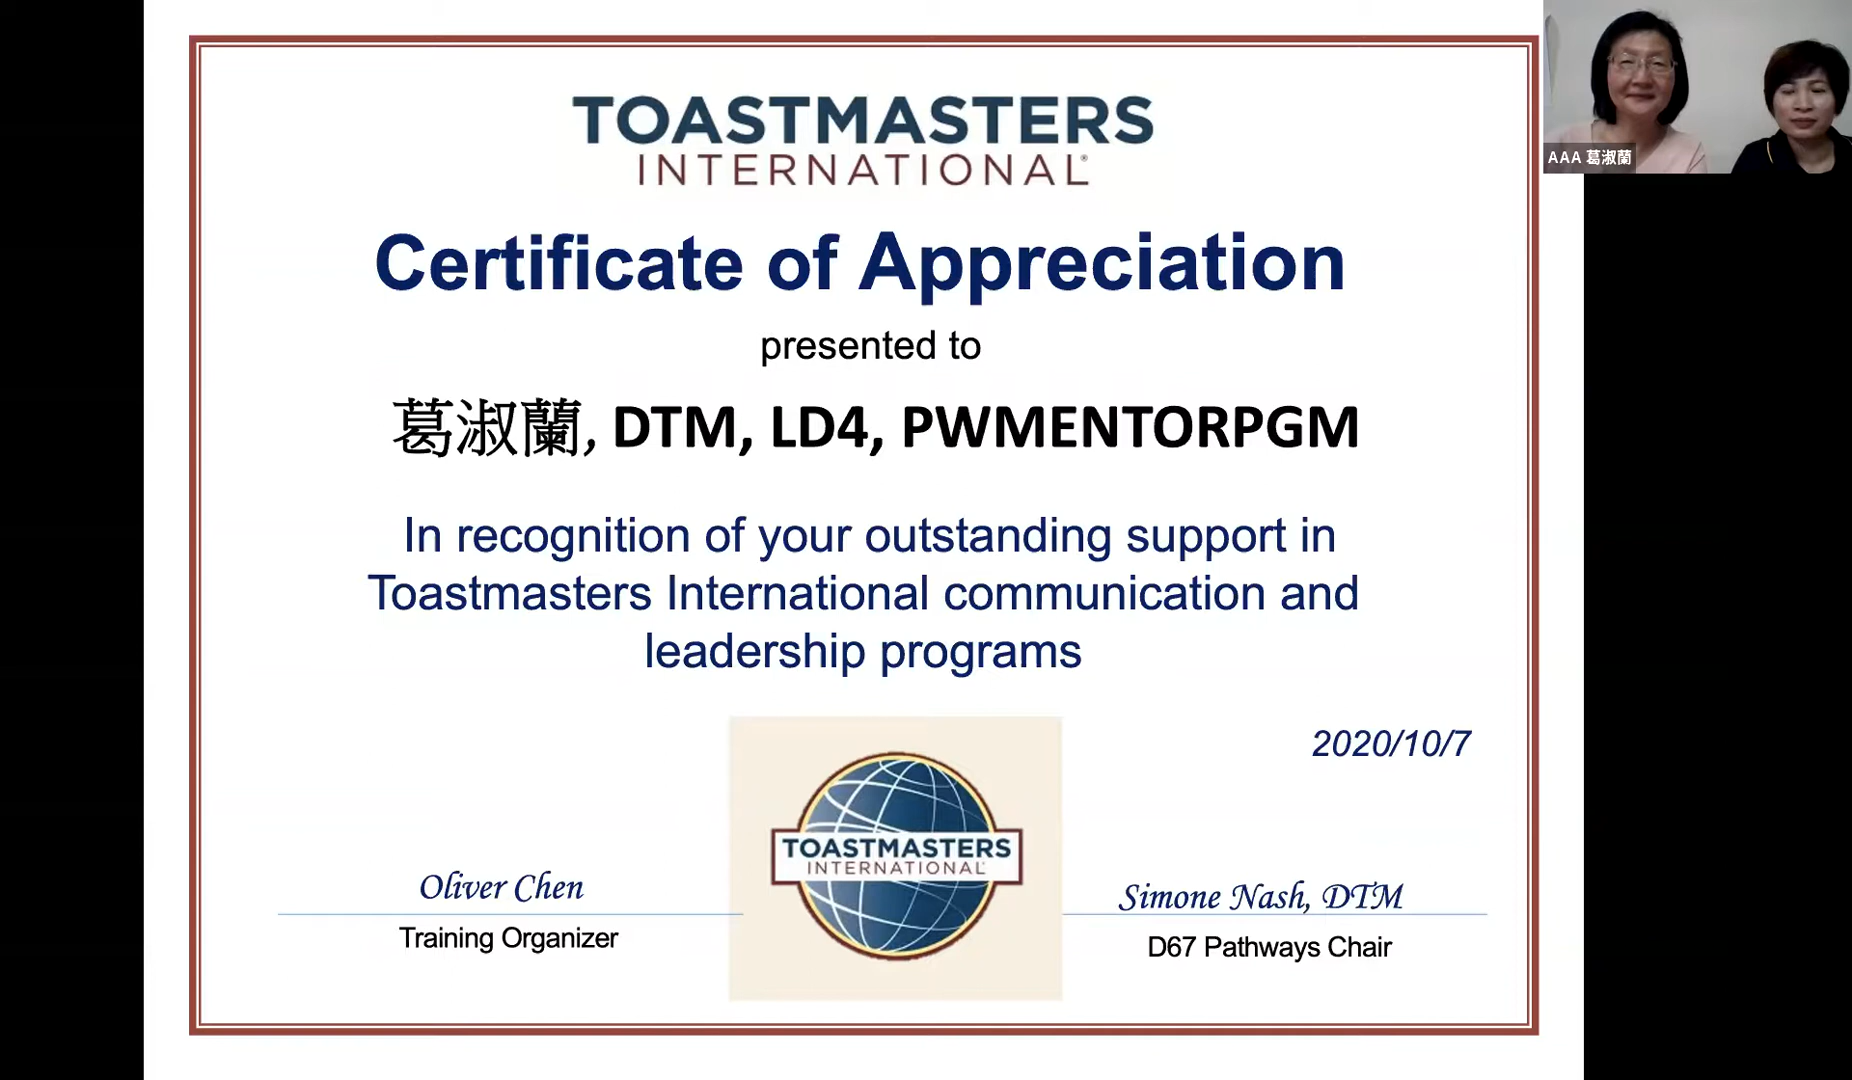 TOASTMASTERS
INTERNATIONAL®
Certificate of Appreciation
presented to
葛淑蘭, DTM, LD4, PWMENTORPGM
In recognition of your outstanding support in
Toastmasters International communication and
leadership programs
2020/10/7
TOASTMASTERS
INTERNATIONAL
Oliver Chen
Training Organizer
Simone Nash, DTM
D67 Pathways Chair
AAA 葛淑蘭